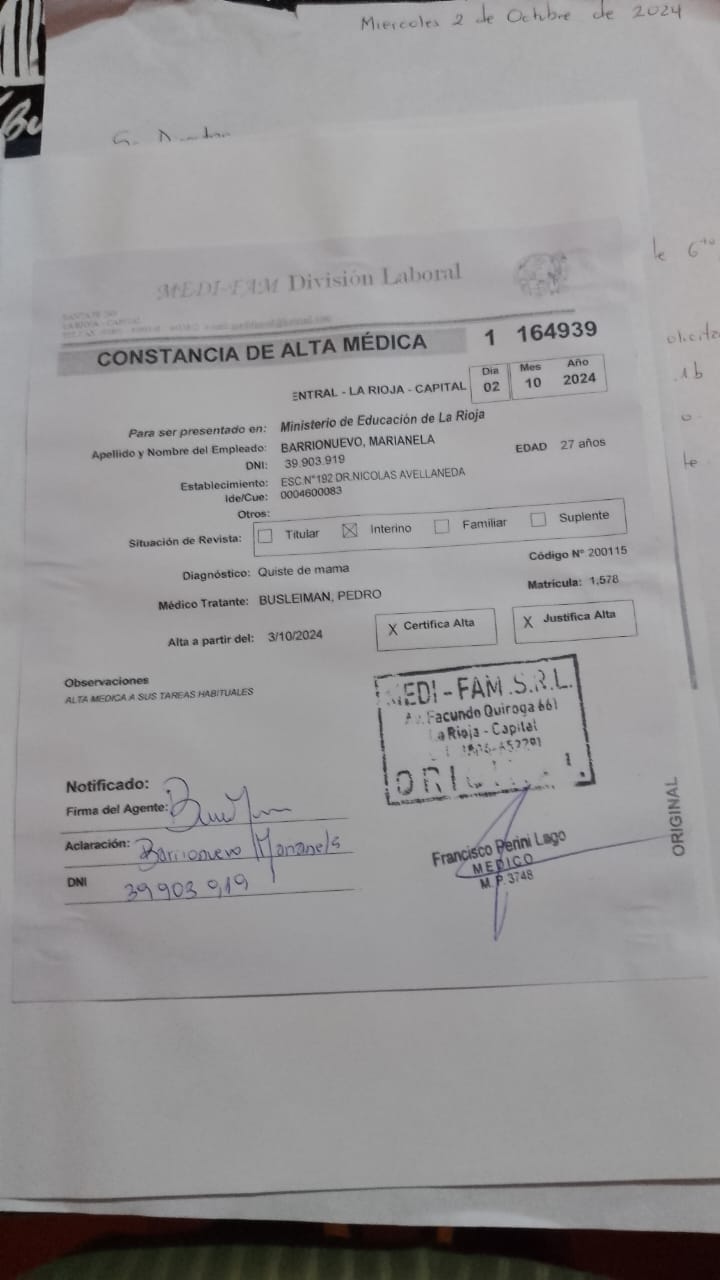 Miercoles 2 de Octubre de 2024
MEDI-FAM División Laboral
LA RIOJA - CAPITAL
CONSTANCIA DE ALTA MÉDICA 1 164939
ENTRAL - LA RIOJA - CAPITAL
Dia Mes Año
02 10 2024
Para ser presentado en: Ministerio de Educación de La Rioja
Apellido y Nombre del Empleado: BARRIONUEVO, MARIANELA
EDAD 27 años
DNI: 39.903.919
Establecimiento: ESC.N°192 DR.NICOLAS AVELLANEDA
Ide/Cue: 0004600083
Otros:
Situación de Revista: Titular Interino Familiar Suplente
Diagnóstico: Quiste de mama
Código N° 200115
Médico Tratante: BUSLEIMAN, PEDRO
Matrícula: 1,578
Alta a partir del: 3/10/2024
X Certifica Alta
X Justifica Alta
Observaciones
ALTA MEDICA A SUS TAREAS HABITUALES
MEDI-FAM.S.R.L.
Facundo Quiroga 661
La Rioja - Capital
Notificado:
Firma del Agente:
Aclaración: Barrionuevo Marianela
DNI 39903919
Francisco Perini Lago
MEDICO
M.P. 3748
ORIGINAL